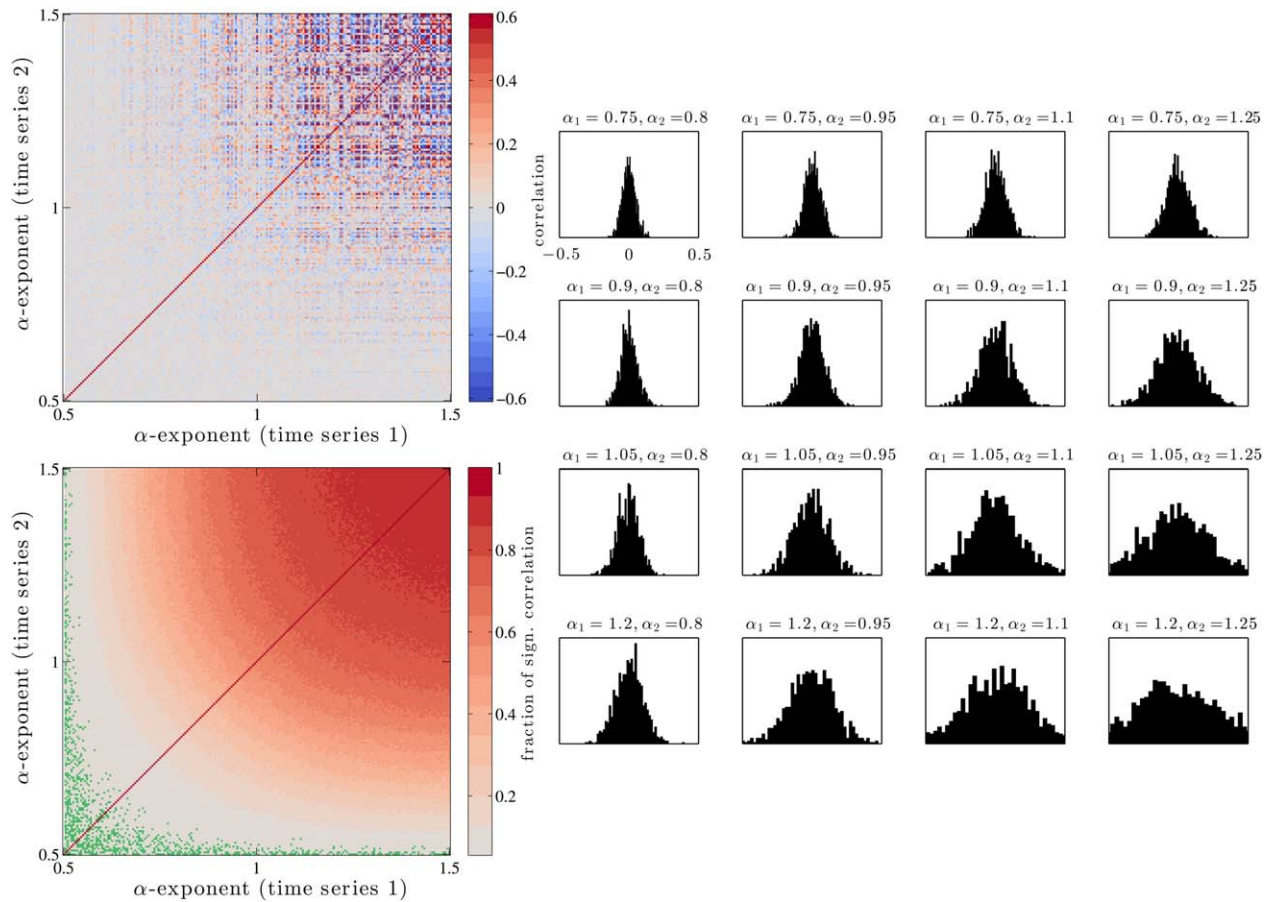 1.5
1
0.5
0.5
1
1.5
α-exponent (time series 2)
α-exponent (time series 1)
0.6
0.4
0.2
0
−0.2
−0.4
−0.6
correlation
1.5
1
0.5
0.5
1
1.5
α-exponent (time series 2)
α-exponent (time series 1)
1
0.8
0.6
0.4
0.2
fraction of sign. correlation
α₁ = 0.75, α₂ =0.8
α₁ = 0.75, α₂ =0.95
α₁ = 0.75, α₂ =1.1
α₁ = 0.75, α₂ =1.25
−0.5
0
0.5
α₁ = 0.9, α₂ =0.8
α₁ = 0.9, α₂ =0.95
α₁ = 0.9, α₂ =1.1
α₁ = 0.9, α₂ =1.25
α₁ = 1.05, α₂ =0.8
α₁ = 1.05, α₂ =0.95
α₁ = 1.05, α₂ =1.1
α₁ = 1.05, α₂ =1.25
α₁ = 1.2, α₂ =0.8
α₁ = 1.2, α₂ =0.95
α₁ = 1.2, α₂ =1.1
α₁ = 1.2, α₂ =1.25